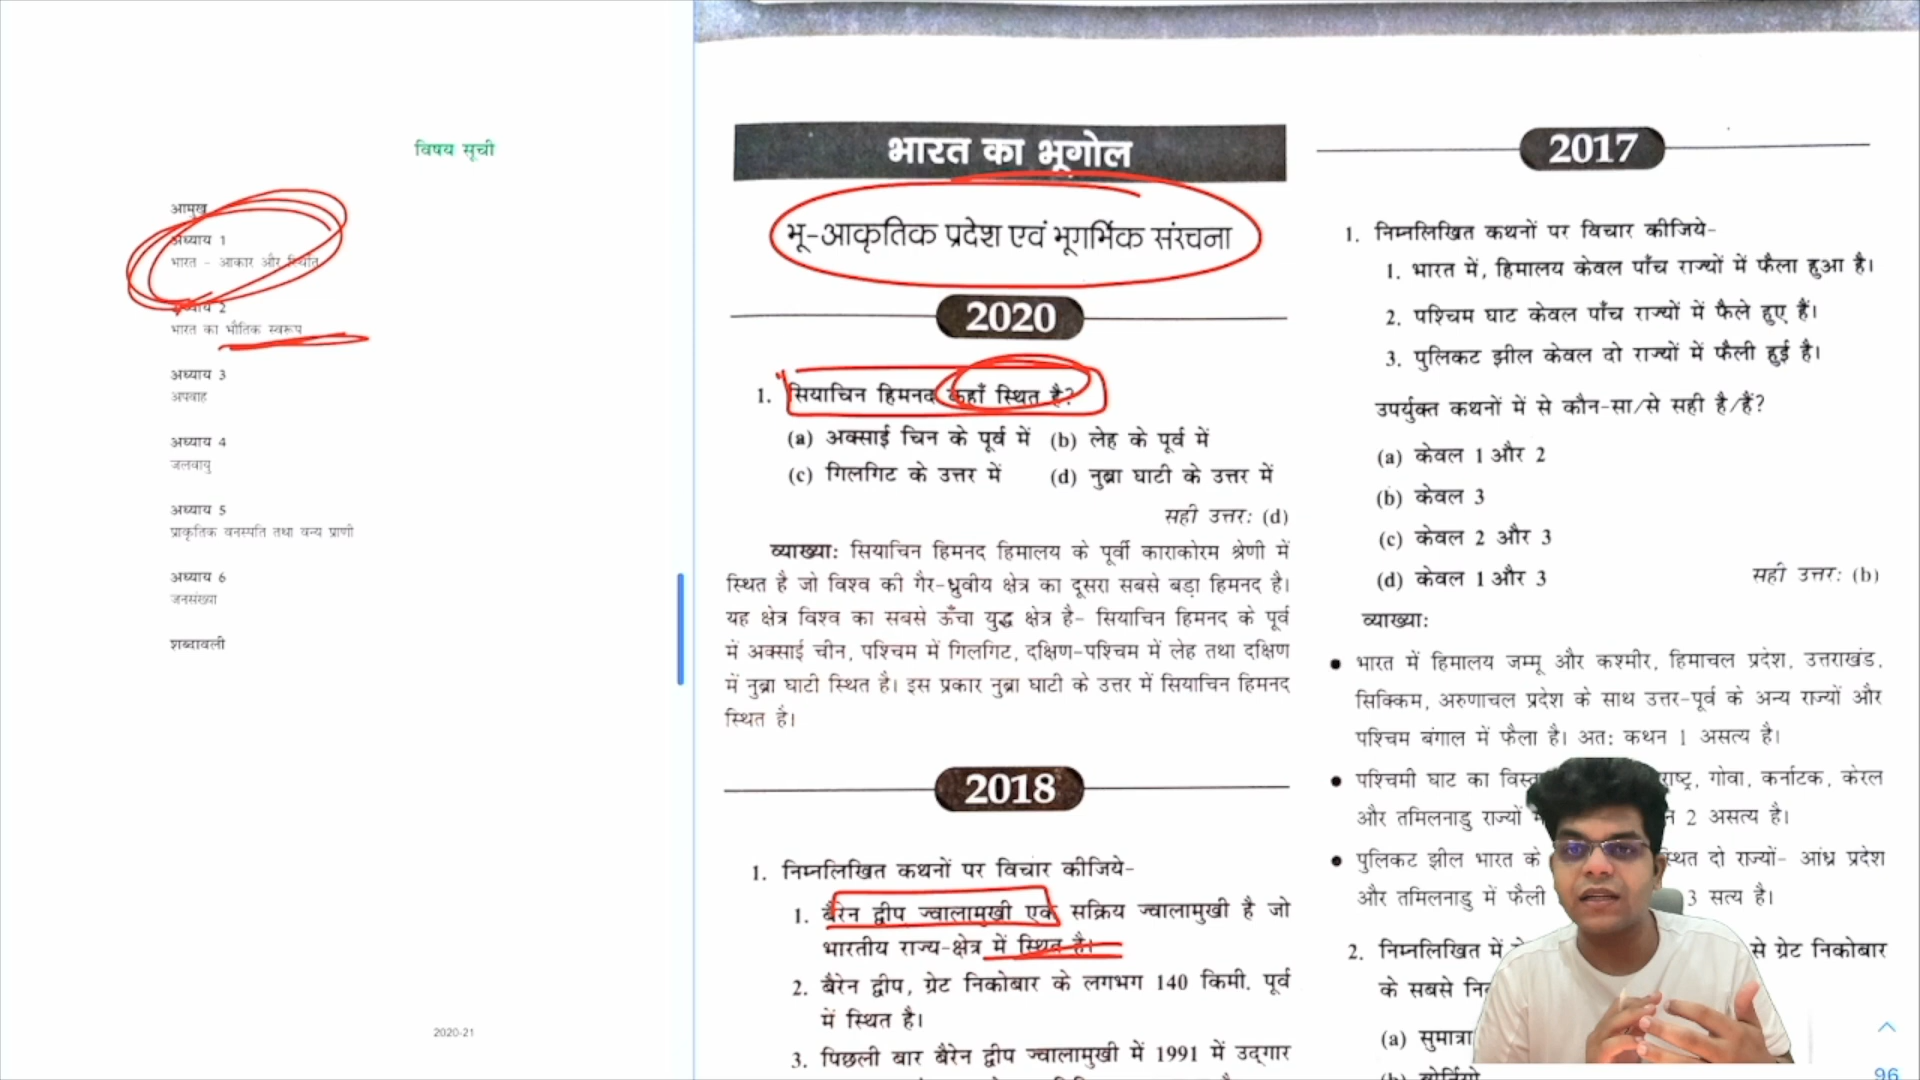 विषय सूची
आमुख
अध्याय 1
भारत - आकार और स्थिति
अध्याय 2
भारत का भौतिक स्वरूप
अध्याय 3
अपवाह
अध्याय 4
जलवायु
अध्याय 5
प्राकृतिक वनस्पति तथा वन्य प्राणी
अध्याय 6
जनसंख्या
शब्दावली
2020-21
भारत का भूगोल
भू-आकृतिक प्रदेश एवं भूगर्भिक संरचना
2020
1. सियाचिन हिमनद कहाँ स्थित है?
(a) अक्साई चिन के पूर्व में (b) लेह के पूर्व में
(c) गिलगिट के उत्तर में (d) नुब्रा घाटी के उत्तर में
सही उत्तर: (d)
व्याख्या: सियाचिन हिमनद हिमालय के पूर्वी काराकोरम श्रेणी में
स्थित है जो विश्व की गैर-ध्रुवीय क्षेत्र का दूसरा सबसे बड़ा हिमनद है।
यह क्षेत्र विश्व का सबसे ऊँचा युद्ध क्षेत्र है- सियाचिन हिमनद के पूर्व
में अक्साई चीन, पश्चिम में गिलगिट, दक्षिण-पश्चिम में लेह तथा दक्षिण
में नुब्रा घाटी स्थित है। इस प्रकार नुब्रा घाटी के उत्तर में सियाचिन हिमनद
स्थित है।
2018
1. निम्नलिखित कथनों पर विचार कीजिये-
1. बैरेन द्वीप ज्वालामुखी एक सक्रिय ज्वालामुखी है जो
भारतीय राज्य-क्षेत्र में स्थित है।
2. बैरेन द्वीप, ग्रेट निकोबार के लगभग 140 किमी. पूर्व
में स्थित है।
3. पिछली बार बैरेन द्वीप ज्वालामुखी में 1991 में उद्गार
2017
1. निम्नलिखित कथनों पर विचार कीजिये-
1. भारत में, हिमालय केवल पाँच राज्यों में फैला हुआ है।
2. पश्चिम घाट केवल पाँच राज्यों में फैले हुए हैं।
3. पुलिकट झील केवल दो राज्यों में फैली हुई है।
उपर्युक्त कथनों में से कौन-सा/से सही है/हैं?
(a) केवल 1 और 2
(b) केवल 3
(c) केवल 2 और 3
(d) केवल 1 और 3
सही उत्तर: (b)
व्याख्या:
● भारत में हिमालय जम्मू और कश्मीर, हिमाचल प्रदेश, उत्तराखंड,
सिक्किम, अरुणाचल प्रदेश के साथ उत्तर-पूर्व के अन्य राज्यों और
पश्चिम बंगाल में फैला है। अत: कथन 1 असत्य है।
● पश्चिमी घाट का गोवा, कर्नाटक, केरल
और तमिलनाडु राज्यों 2 असत्य है।
● पुलिकट झील भारत के दो राज्यों- आंध्र प्रदेश
और तमिलनाडु में फैली 3 सत्य है।
2. निम्नलिखित में से ग्रेट निकोबार
के सबसे
(a) सुमात्रा
96